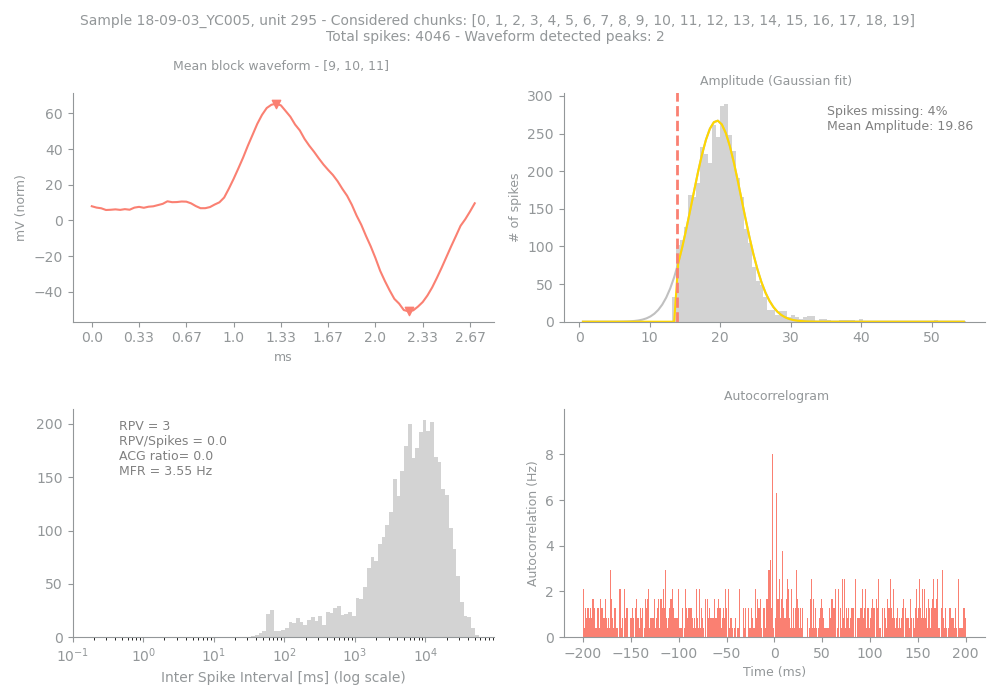 Sample 18-09-03_YC005, unit 295 - Considered chunks: [0, 1, 2, 3, 4, 5, 6, 7, 8, 9, 10, 11, 12, 13, 14, 15, 16, 17, 18, 19]
Total spikes: 4046 - Waveform detected peaks: 2
Mean block waveform - [9, 10, 11]
60
40
20
0
−20
−40
mV (norm)
0.0 0.33 0.67 1.0 1.33 1.67 2.0 2.33 2.67
ms
Amplitude (Gaussian fit)
Spikes missing: 4%
Mean Amplitude: 19.86
300
250
200
150
100
50
0
# of spikes
0 10 20 30 40 50
RPV = 3
RPV/Spikes = 0.0
ACG ratio= 0.0
MFR = 3.55 Hz
200
150
100
50
0
10⁻¹ 10⁰ 10¹ 10² 10³ 10⁴
Inter Spike Interval [ms] (log scale)
Autocorrelogram
8
6
4
2
0
Autocorrelation (Hz)
−200 −150 −100 −50 0 50 100 150 200
Time (ms)